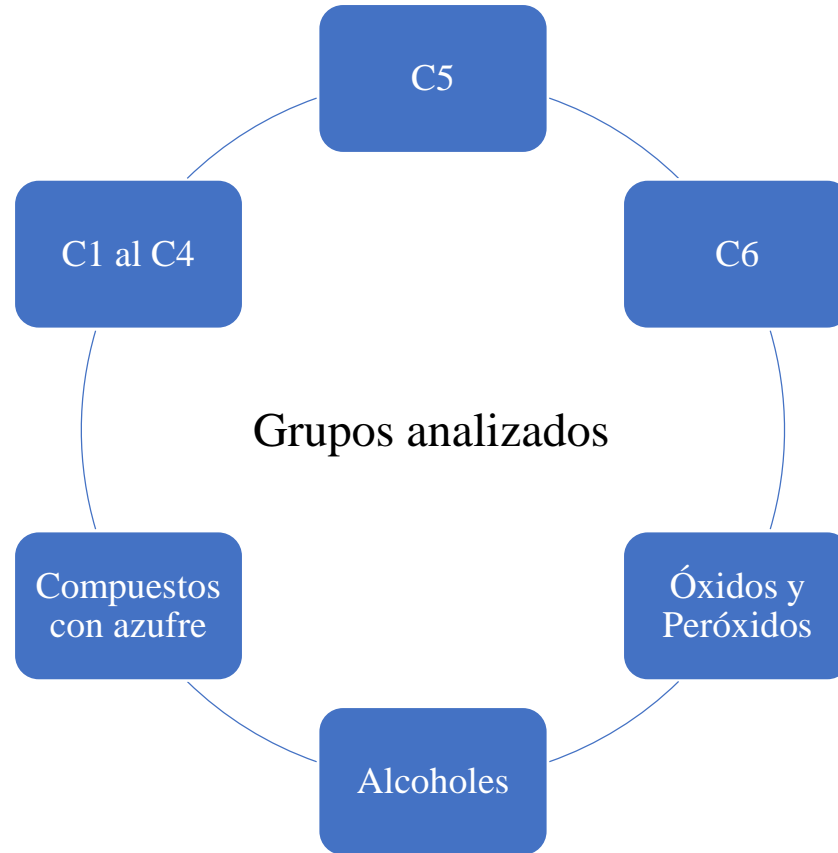 C5
C1 al C4
C6
Grupos analizados
Compuestos
con azufre
Óxidos y
Peróxidos
Alcoholes